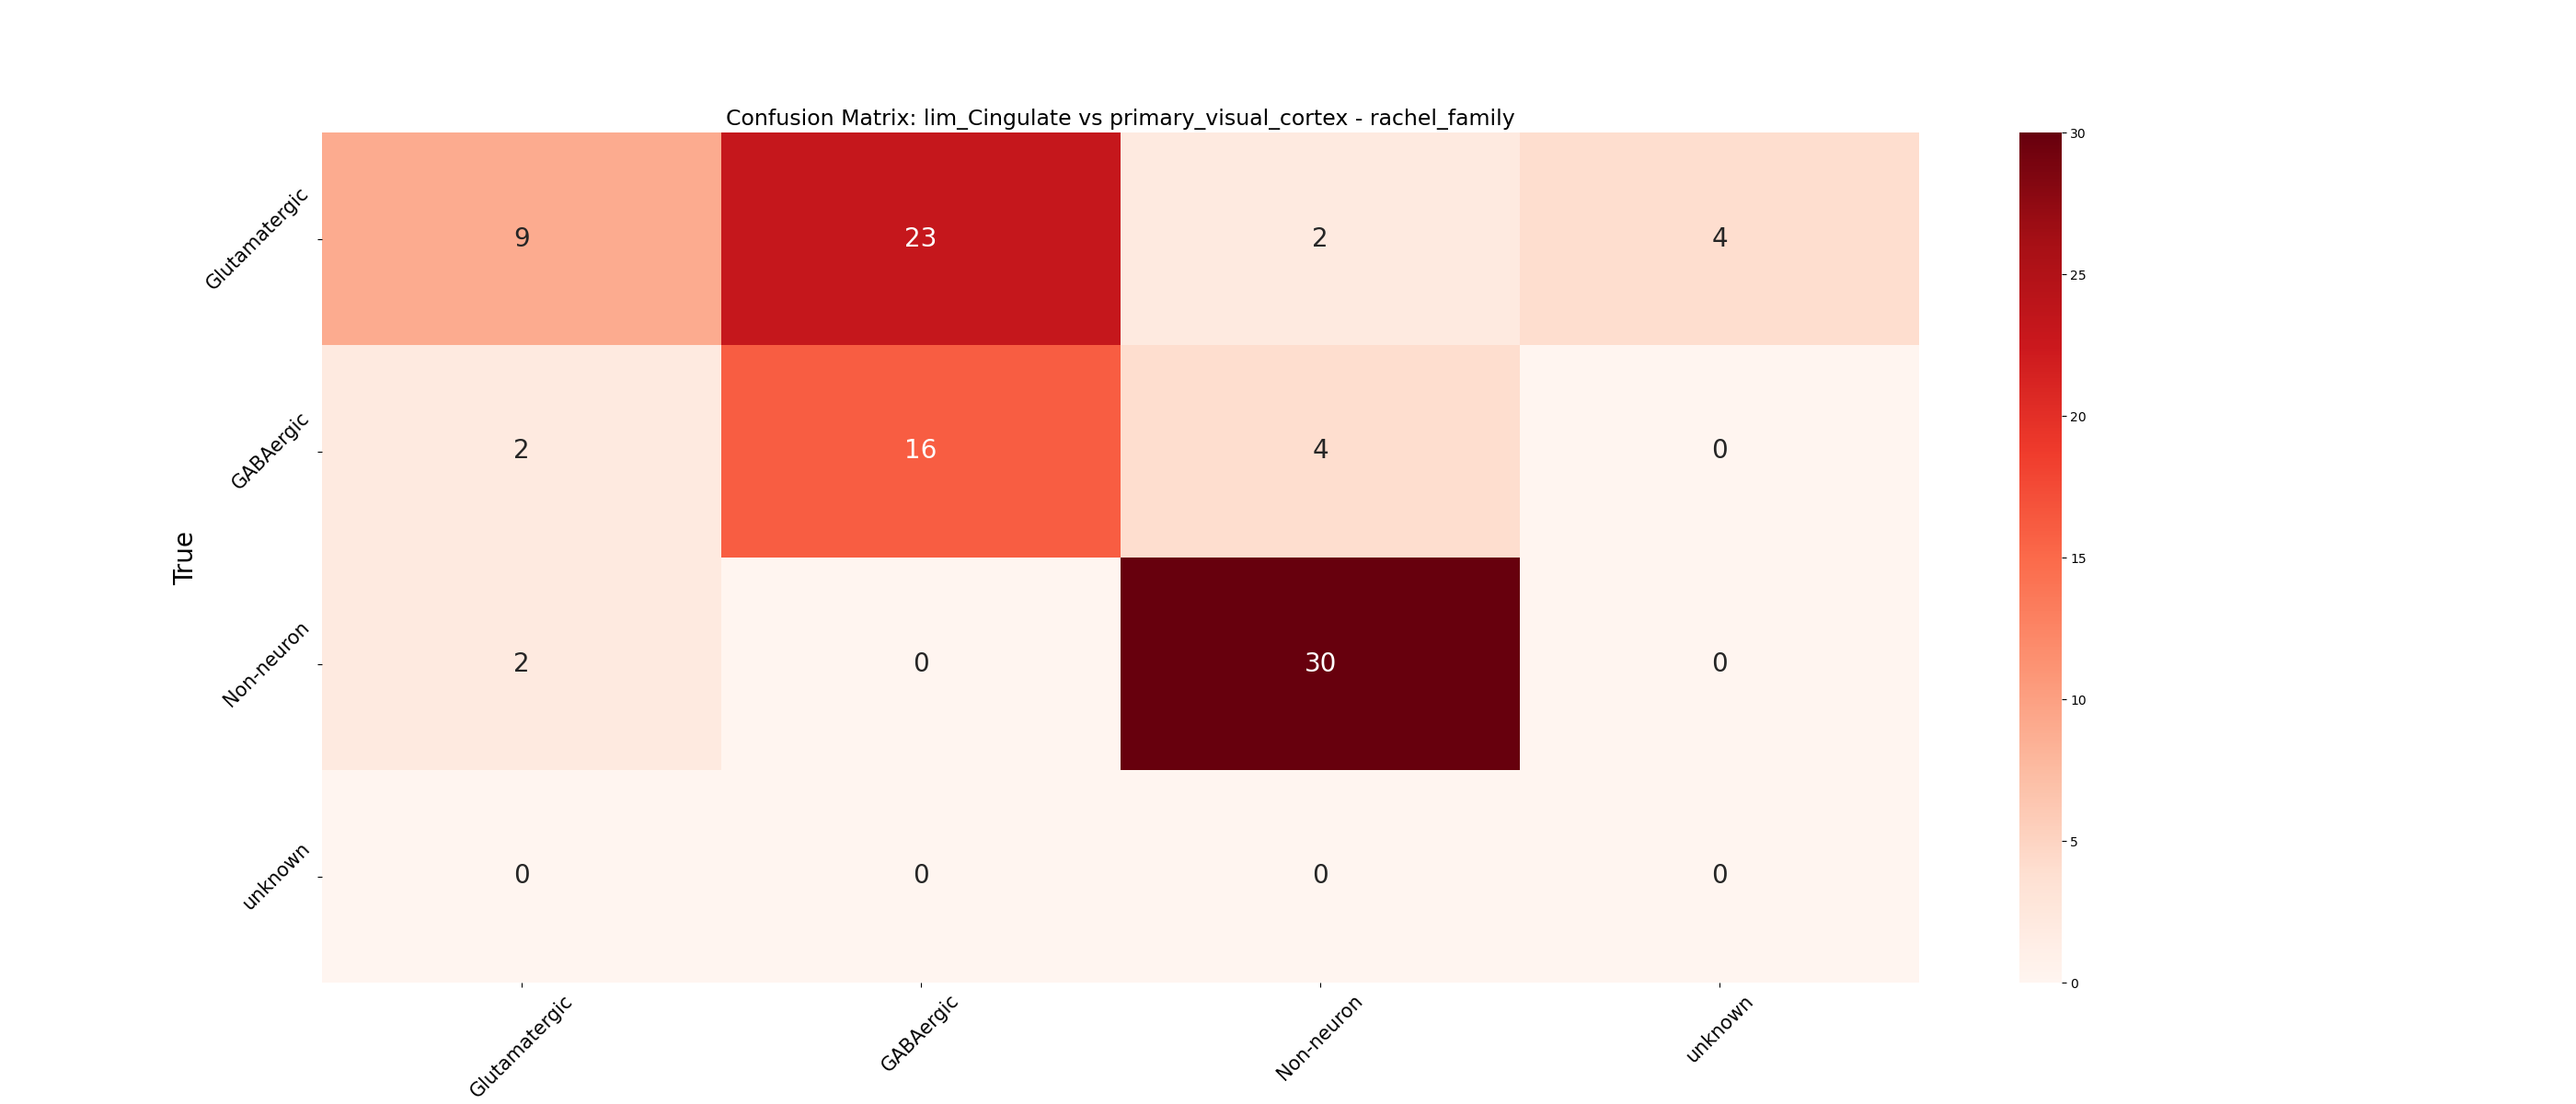 Confusion Matrix: lim_Cingulate vs primary_visual_cortex - rachel_family
True
Glutamatergic
9 23 2 4
GABAergic
2 16 4 0
Non-neuron
2 0 30 0
unknown
0 0 0 0
Glutamatergic GABAergic Non-neuron unknown
30
25
20
15
10
5
0